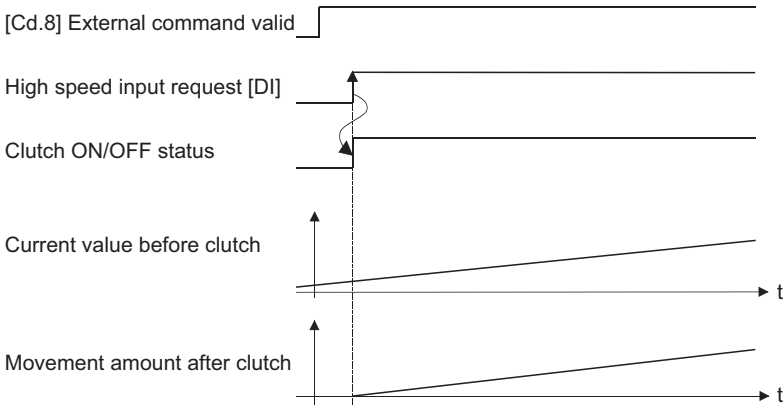 [Cd.8] External command valid
High speed input request [DI]
Clutch ON/OFF status
Current value before clutch
t
Movement amount after clutch
t